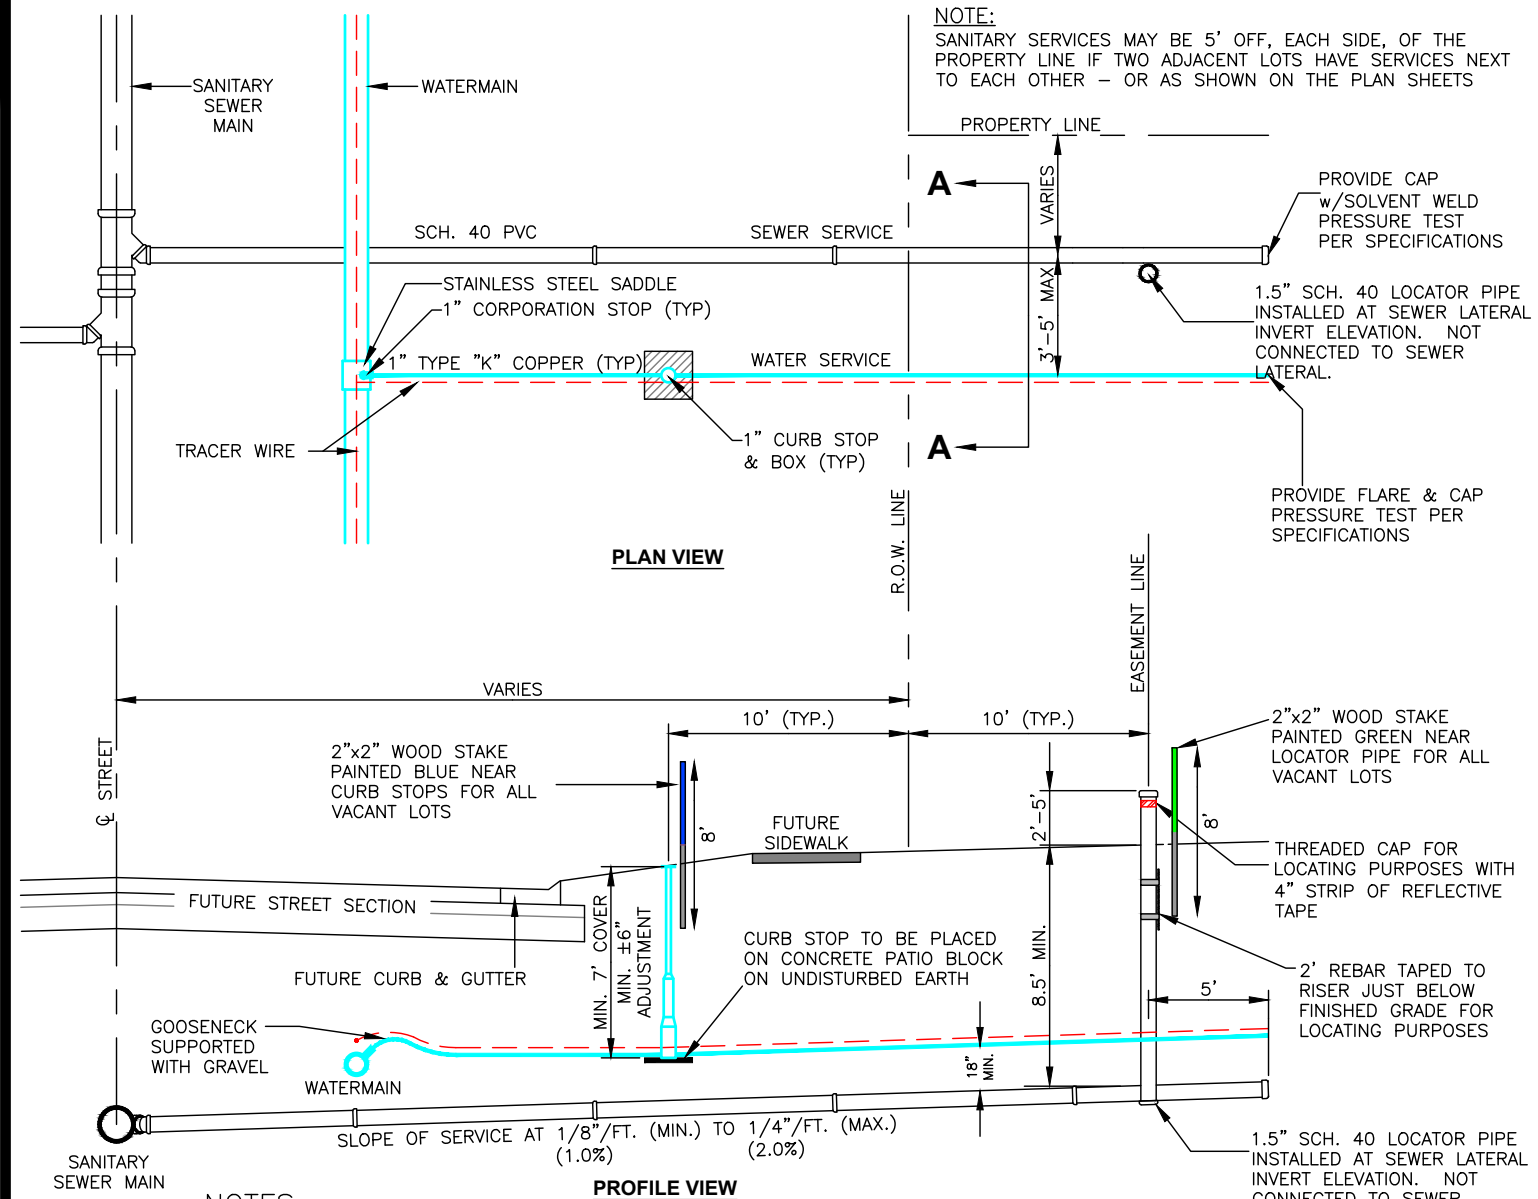 NOTE:
SANITARY SERVICES MAY BE 5' OFF, EACH SIDE, OF THE
PROPERTY LINE IF TWO ADJACENT LOTS HAVE SERVICES NEXT
TO EACH OTHER – OR AS SHOWN ON THE PLAN SHEETS
SANITARY
SEWER
MAIN
WATERMAIN
PROPERTY LINE
A
VARIES
PROVIDE CAP
w/SOLVENT WELD
PRESSURE TEST
PER SPECIFICATIONS
SCH. 40 PVC
SEWER SERVICE
STAINLESS STEEL SADDLE
1" CORPORATION STOP (TYP)
3'-5' MAX
1.5" SCH. 40 LOCATOR PIPE
INSTALLED AT SEWER LATERAL
INVERT ELEVATION. NOT
CONNECTED TO SEWER
LATERAL.
1" TYPE "K" COPPER (TYP)
WATER SERVICE
TRACER WIRE
1" CURB STOP
& BOX (TYP)
A
PROVIDE FLARE & CAP
PRESSURE TEST PER
SPECIFICATIONS
R.O.W. LINE
PLAN VIEW
EASEMENT LINE
VARIES
10' (TYP.)
10' (TYP.)
℄ STREET
2"x2" WOOD STAKE
PAINTED BLUE NEAR
CURB STOPS FOR ALL
VACANT LOTS
8'
FUTURE
SIDEWALK
2'-5'
8'
2"x2" WOOD STAKE
PAINTED GREEN NEAR
LOCATOR PIPE FOR ALL
VACANT LOTS
THREADED CAP FOR
LOCATING PURPOSES WITH
4" STRIP OF REFLECTIVE
TAPE
FUTURE STREET SECTION
FUTURE CURB & GUTTER
MIN. 7' COVER
MIN. ±6"
ADJUSTMENT
CURB STOP TO BE PLACED
ON CONCRETE PATIO BLOCK
ON UNDISTURBED EARTH
8.5' MIN.
5'
2' REBAR TAPED TO
RISER JUST BELOW
FINISHED GRADE FOR
LOCATING PURPOSES
GOOSENECK
SUPPORTED
WITH GRAVEL
WATERMAIN
18"
MIN.
SLOPE OF SERVICE AT 1/8"/FT. (MIN.) TO 1/4"/FT. (MAX.)
(1.0%) (2.0%)
SANITARY
SEWER MAIN
1.5" SCH. 40 LOCATOR PIPE
INSTALLED AT SEWER LATERAL
INVERT ELEVATION. NOT
CONNECTED TO SEWER
PROFILE VIEW
NOTES